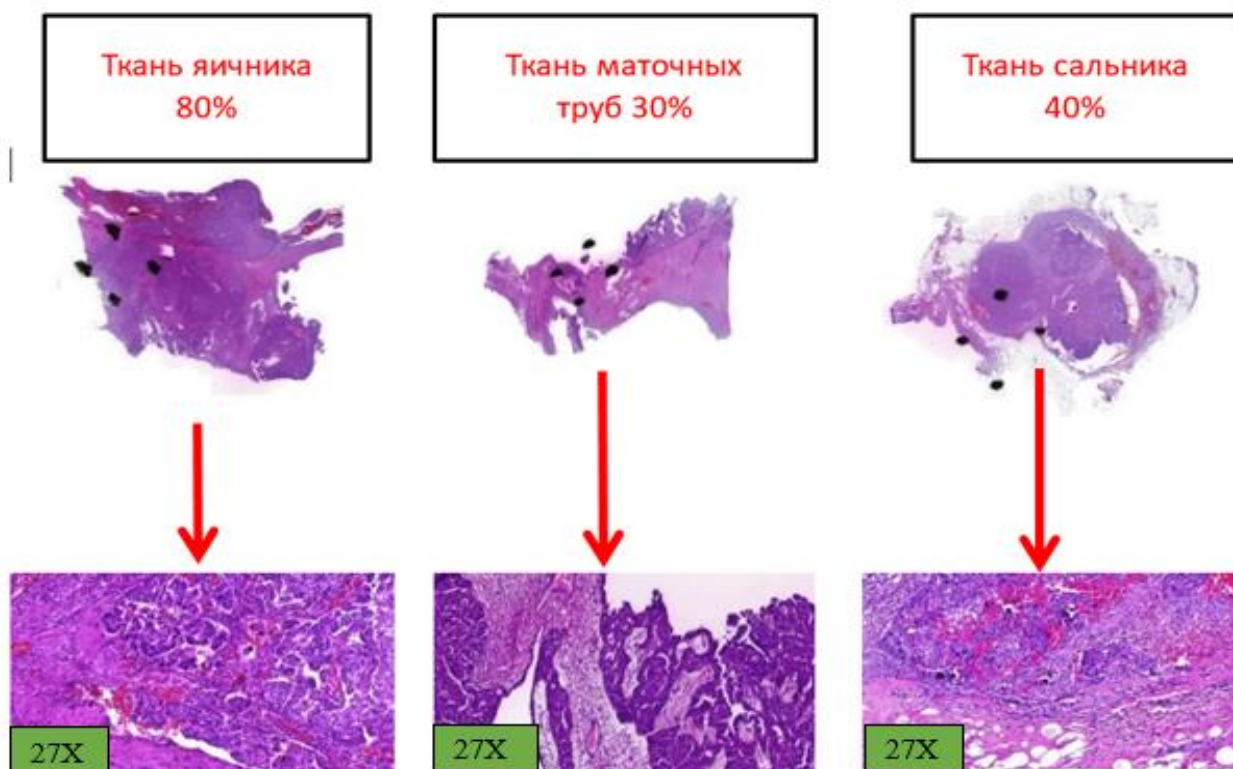 Ткань яичника
80%
Ткань маточных
труб 30%
Ткань сальника
40%
27X
27X
27X